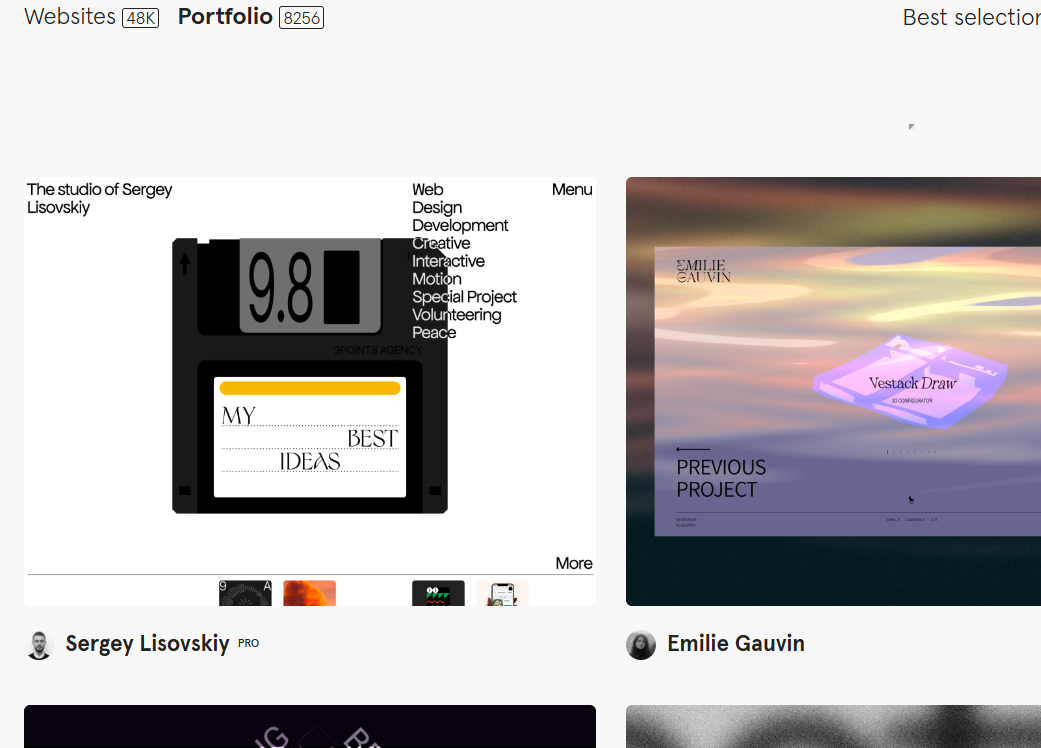 Websites 48K Portfolio 8256
Best selection
The studio of Sergey
Lisovskiy
Web
Design
Development
Creative
Interactive
Motion
Special Project
Volunteering
Peace
Menu
9.8
9POINT8 AGENCY
MY
BEST
IDEAS
More
9 A
EMILIE
GAUVIN
Vestack Draw
3D CONFIGURATOR
PREVIOUS
PROJECT
Sergey Lisovskiy PRO
Emilie Gauvin